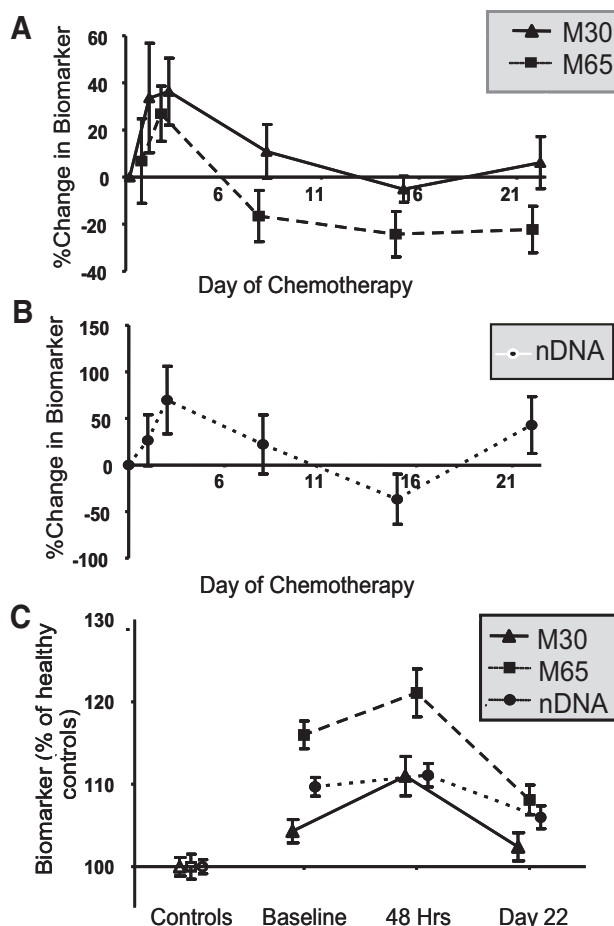 A
%Change in Biomarker
60
40
20
0
-20
-40
6
11
16
21
M30
M65
Day of Chemotherapy
B
%Change in Biomarker
150
100
50
0
-50
-100
6
11
16
21
nDNA
Day of Chemotherapy
C
Biomarker (% of healthy
controls)
130
120
110
100
M30
M65
nDNA
Controls
Baseline
48 Hrs
Day 22